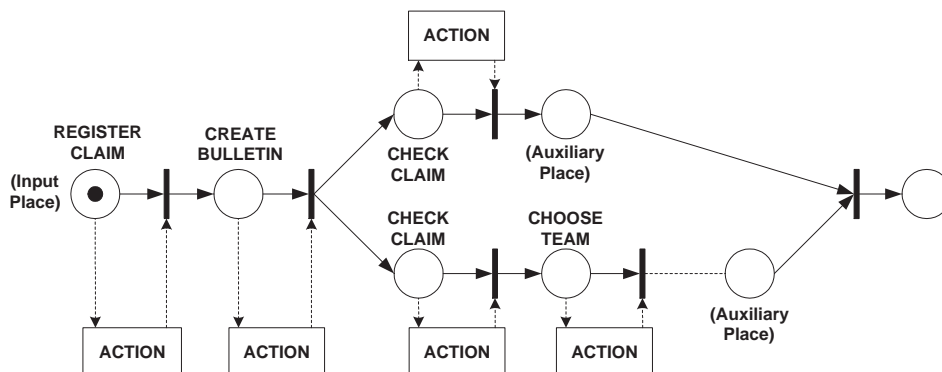 ACTION
REGISTER
CLAIM
CREATE
BULLETIN
(Input
Place)
CHECK
CLAIM
(Auxiliary
Place)
CHECK
CLAIM
CHOOSE
TEAM
(Auxiliary
Place)
ACTION
ACTION
ACTION
ACTION